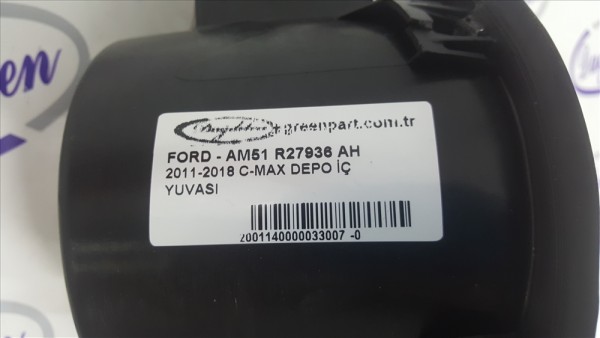 greenpart.com.tr
FORD - AM51 R27936 AH
2011-2018 C-MAX DEPO İÇ
YUVASI
2001140000033007 -0